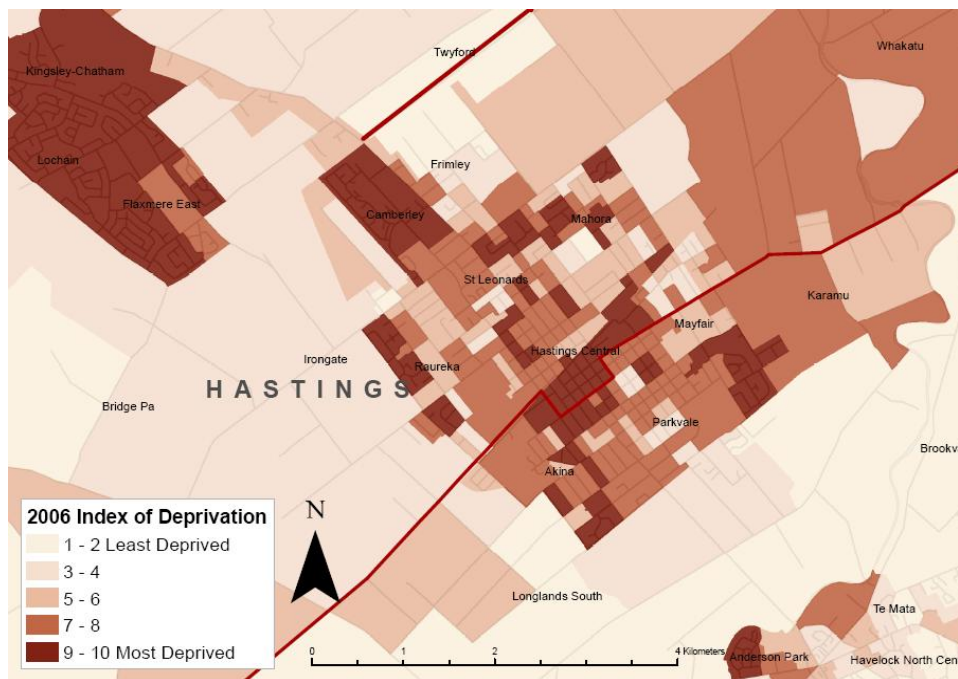 Twyford
Whakatu
Kingsley-Chatham
Lochain
Frimley
Flaxmere East
Camberley
Mahora
St Leonards
Karamu
Mayfair
Hastings Central
Irongate
Raureka
HASTINGS
Bridge Pa
Parkvale
Brookv
Akina
2006 Index of Deprivation
1 - 2 Least Deprived
3 - 4
5 - 6
7 - 8
9 - 10 Most Deprived
N
Longlands South
Te Mata
Anderson Park
Havelock North Cen
0 1 2 4 Kilometers